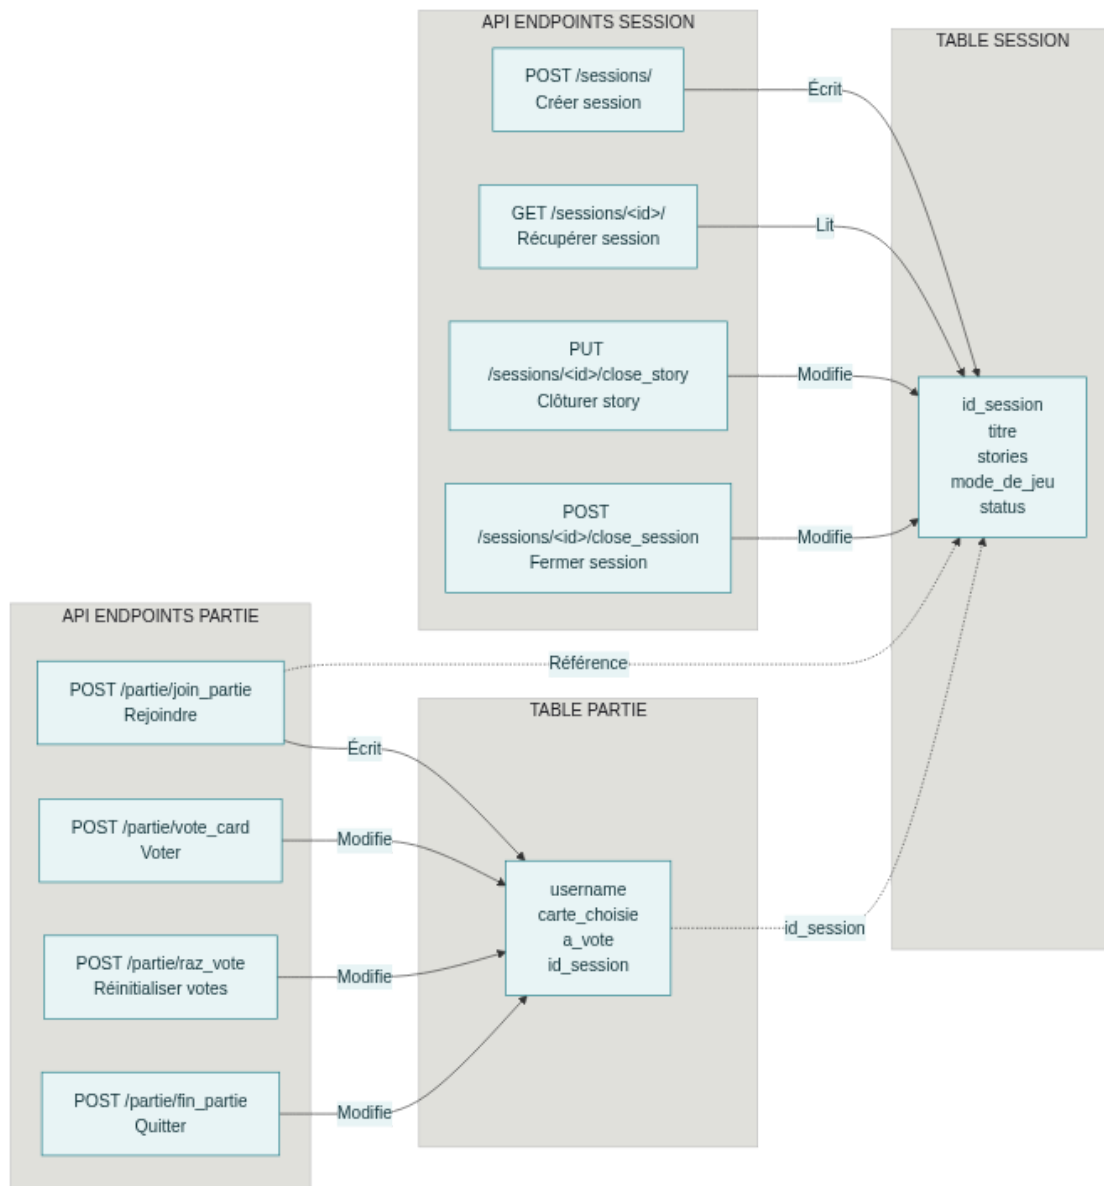 API ENDPOINTS SESSION
POST /sessions/
Créer session
GET /sessions/<id>/
Récupérer session
PUT
/sessions/<id>/close_story
Clôturer story
POST
/sessions/<id>/close_session
Fermer session
Écrit
Lit
Modifie
Modifie
TABLE SESSION
id_session
titre
stories
mode_de_jeu
status
API ENDPOINTS PARTIE
POST /partie/join_partie
Rejoindre
POST /partie/vote_card
Voter
POST /partie/raz_vote
Réinitialiser votes
POST /partie/fin_partie
Quitter
Référence
Écrit
Modifie
Modifie
Modifie
TABLE PARTIE
username
carte_choisie
a_vote
id_session
id_session